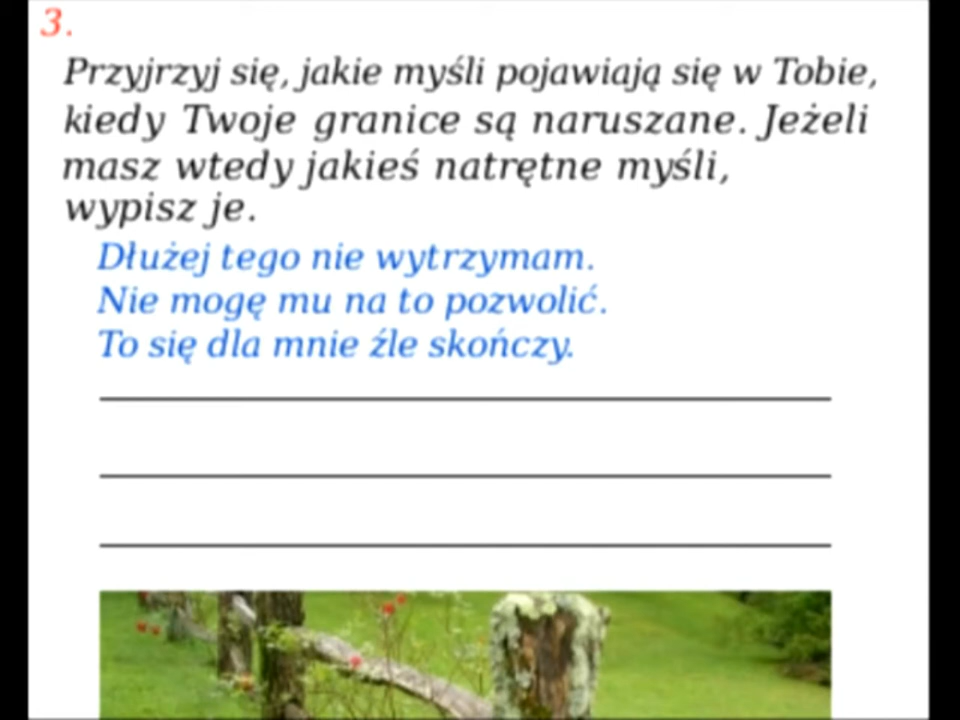 3.
Przyjrzyj się, jakie myśli pojawiają się w Tobie,
kiedy Twoje granice są naruszane. Jeżeli
masz wtedy jakieś natrętne myśli,
wypisz je.
Dłużej tego nie wytrzymam.
Nie mogę mu na to pozwolić.
To się dla mnie źle skończy.